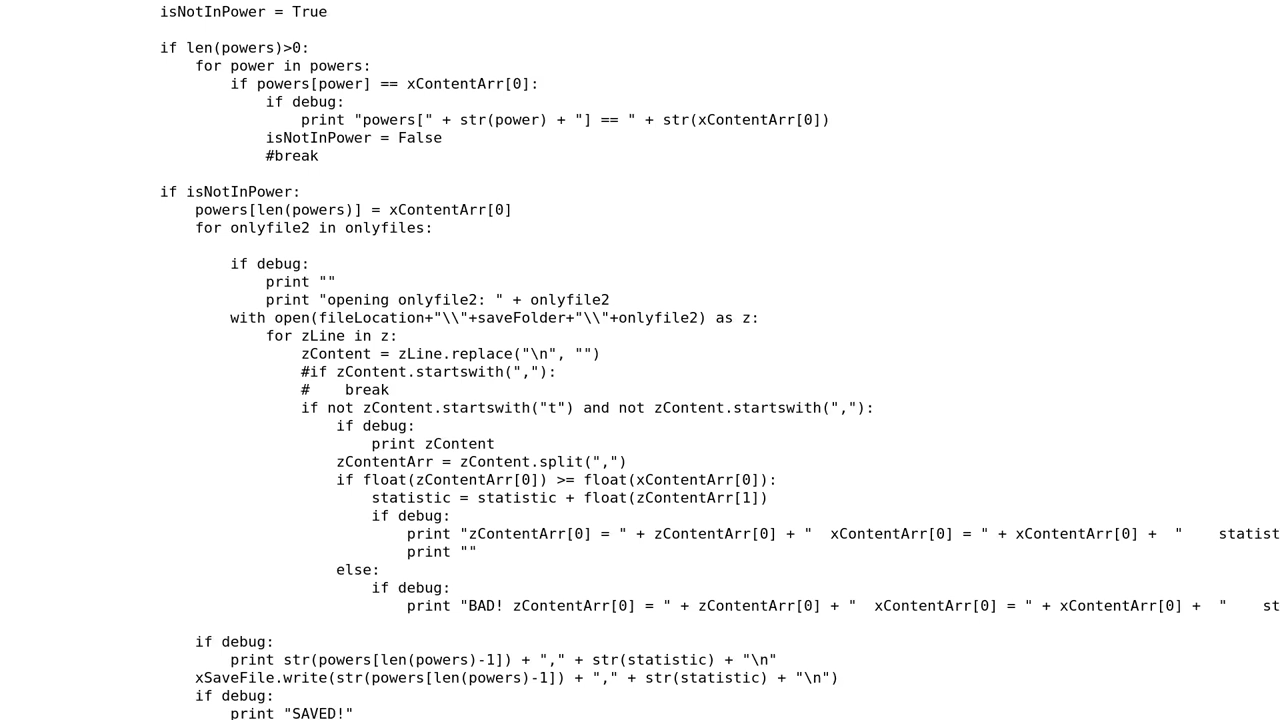 isNotInPower = True
if len(powers)>0:
for power in powers:
if powers[power] == xContentArr[0]:
if debug:
print "powers[" + str(power) + "] == " + str(xContentArr[0])
isNotInPower = False
#break
if isNotInPower:
powers[len(powers)] = xContentArr[0]
for onlyfile2 in onlyfiles:
if debug:
print ""
print "opening onlyfile2: " + onlyfile2
with open(fileLocation+"\\"+saveFolder+"\\"+onlyfile2) as z:
for zLine in z:
zContent = zLine.replace("\n", "")
#if zContent.startswith(","):
#    break
if not zContent.startswith("t") and not zContent.startswith(","):
if debug:
print zContent
zContentArr = zContent.split(",")
if float(zContentArr[0]) >= float(xContentArr[0]):
statistic = statistic + float(zContentArr[1])
if debug:
print "zContentArr[0] = " + zContentArr[0] + "  xContentArr[0] = " + xContentArr[0] +  "    statist
print ""
else:
if debug:
print "BAD! zContentArr[0] = " + zContentArr[0] + "  xContentArr[0] = " + xContentArr[0] +  "    st
if debug:
print str(powers[len(powers)-1]) + "," + str(statistic) + "\n"
xSaveFile.write(str(powers[len(powers)-1]) + "," + str(statistic) + "\n")
if debug:
print "SAVED!"